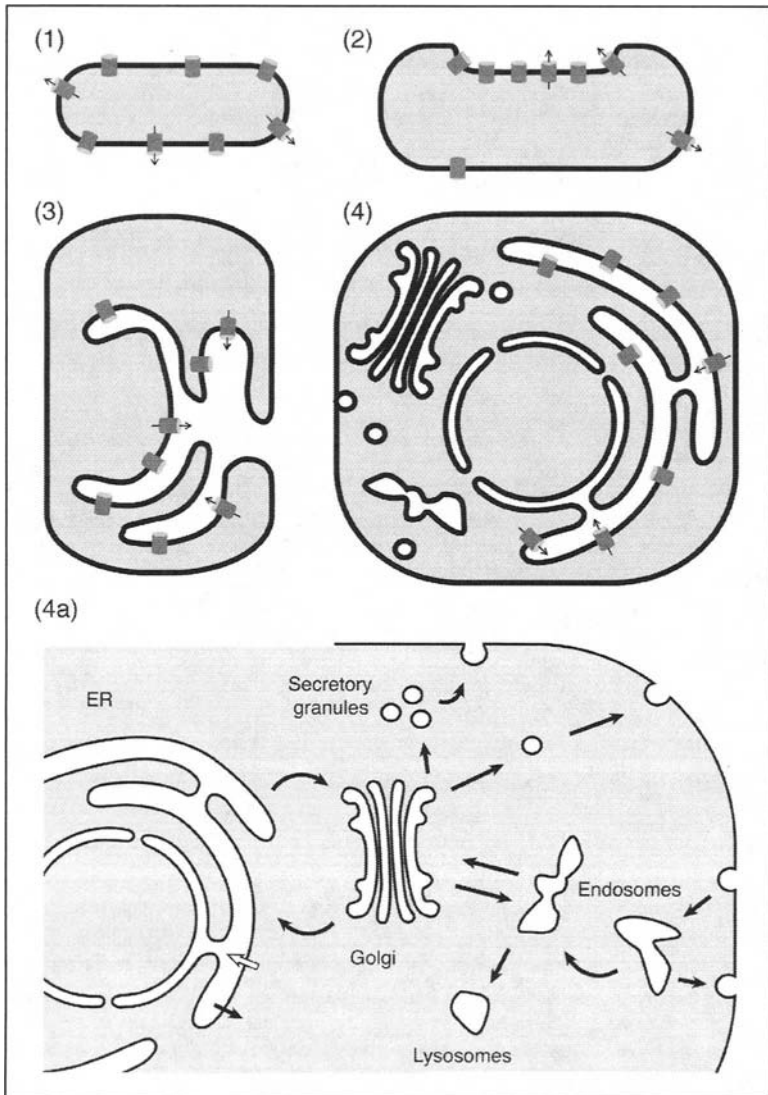 (1)
(2)
(3)
(4)
(4a)
ER
Secretory
granules
Endosomes
Golgi
Lysosomes